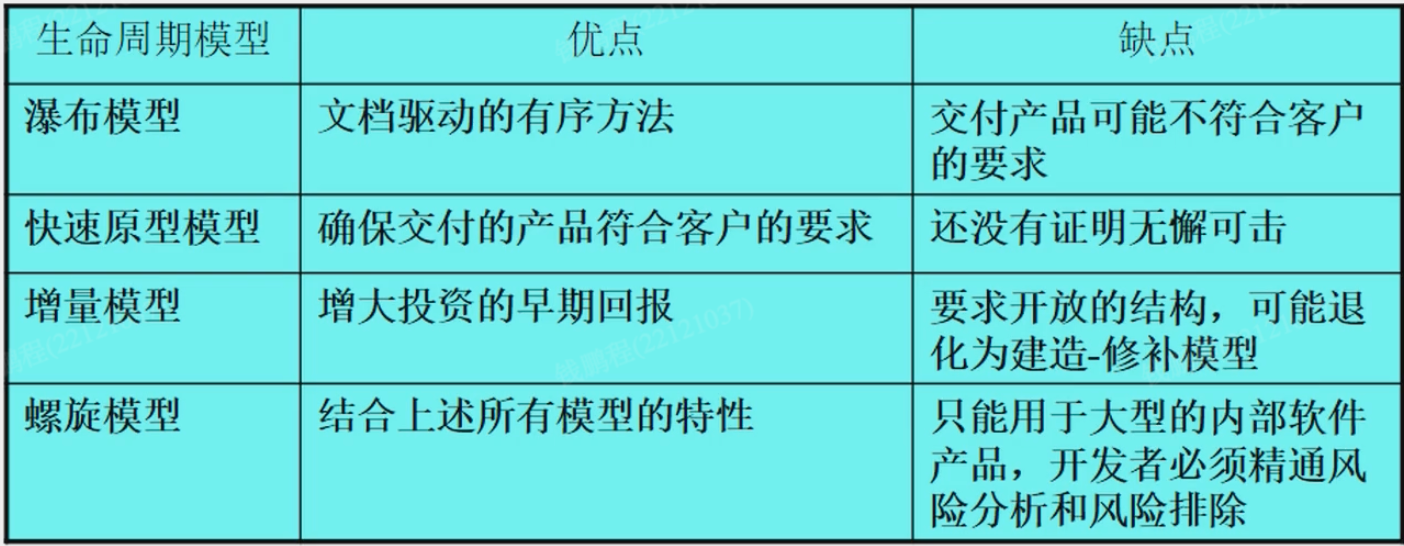 生命周期模型 优点 缺点
瀑布模型 文档驱动的有序方法 交付产品可能不符合客户
的要求
快速原型模型 确保交付的产品符合客户的要求 还没有证明无懈可击
增量模型 增大投资的早期回报 要求开放的结构，可能退
化为建造-修补模型
螺旋模型 结合上述所有模型的特性 只能用于大型的内部软件
产品，开发者必须精通风
险分析和风险排除
钱鹏程(22121037)